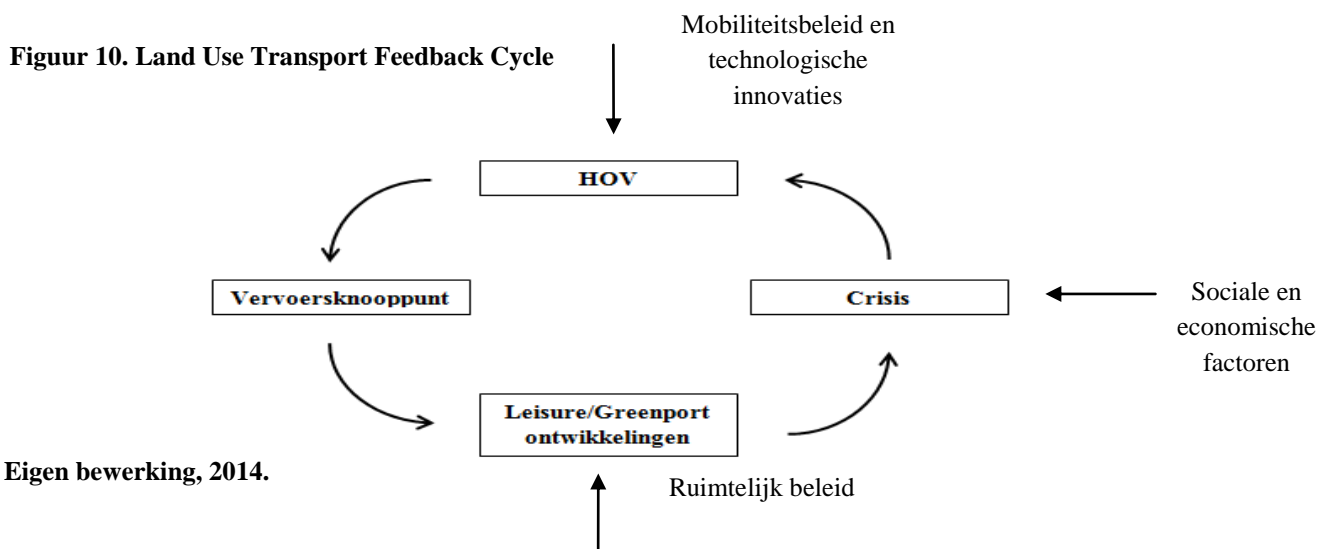 Figuur 10. Land Use Transport Feedback Cycle
Mobiliteitsbeleid en
technologische
innovaties
HOV
Vervoersknooppunt
Crisis
Sociale en
economische
factoren
Leisure/Greenport
ontwikkelingen
Eigen bewerking, 2014.
Ruimtelijk beleid